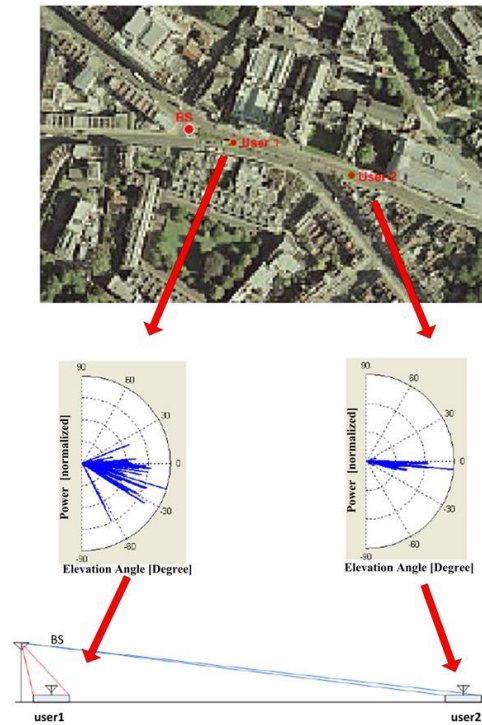 BS
User 1
User 2
90
60
30
0
-30
-60
-90
Power [normalized]
Elevation Angle [Degree]
90
60
30
0
-30
-60
-90
Power [normalized]
Elevation Angle [Degree]
BS
user1
user2